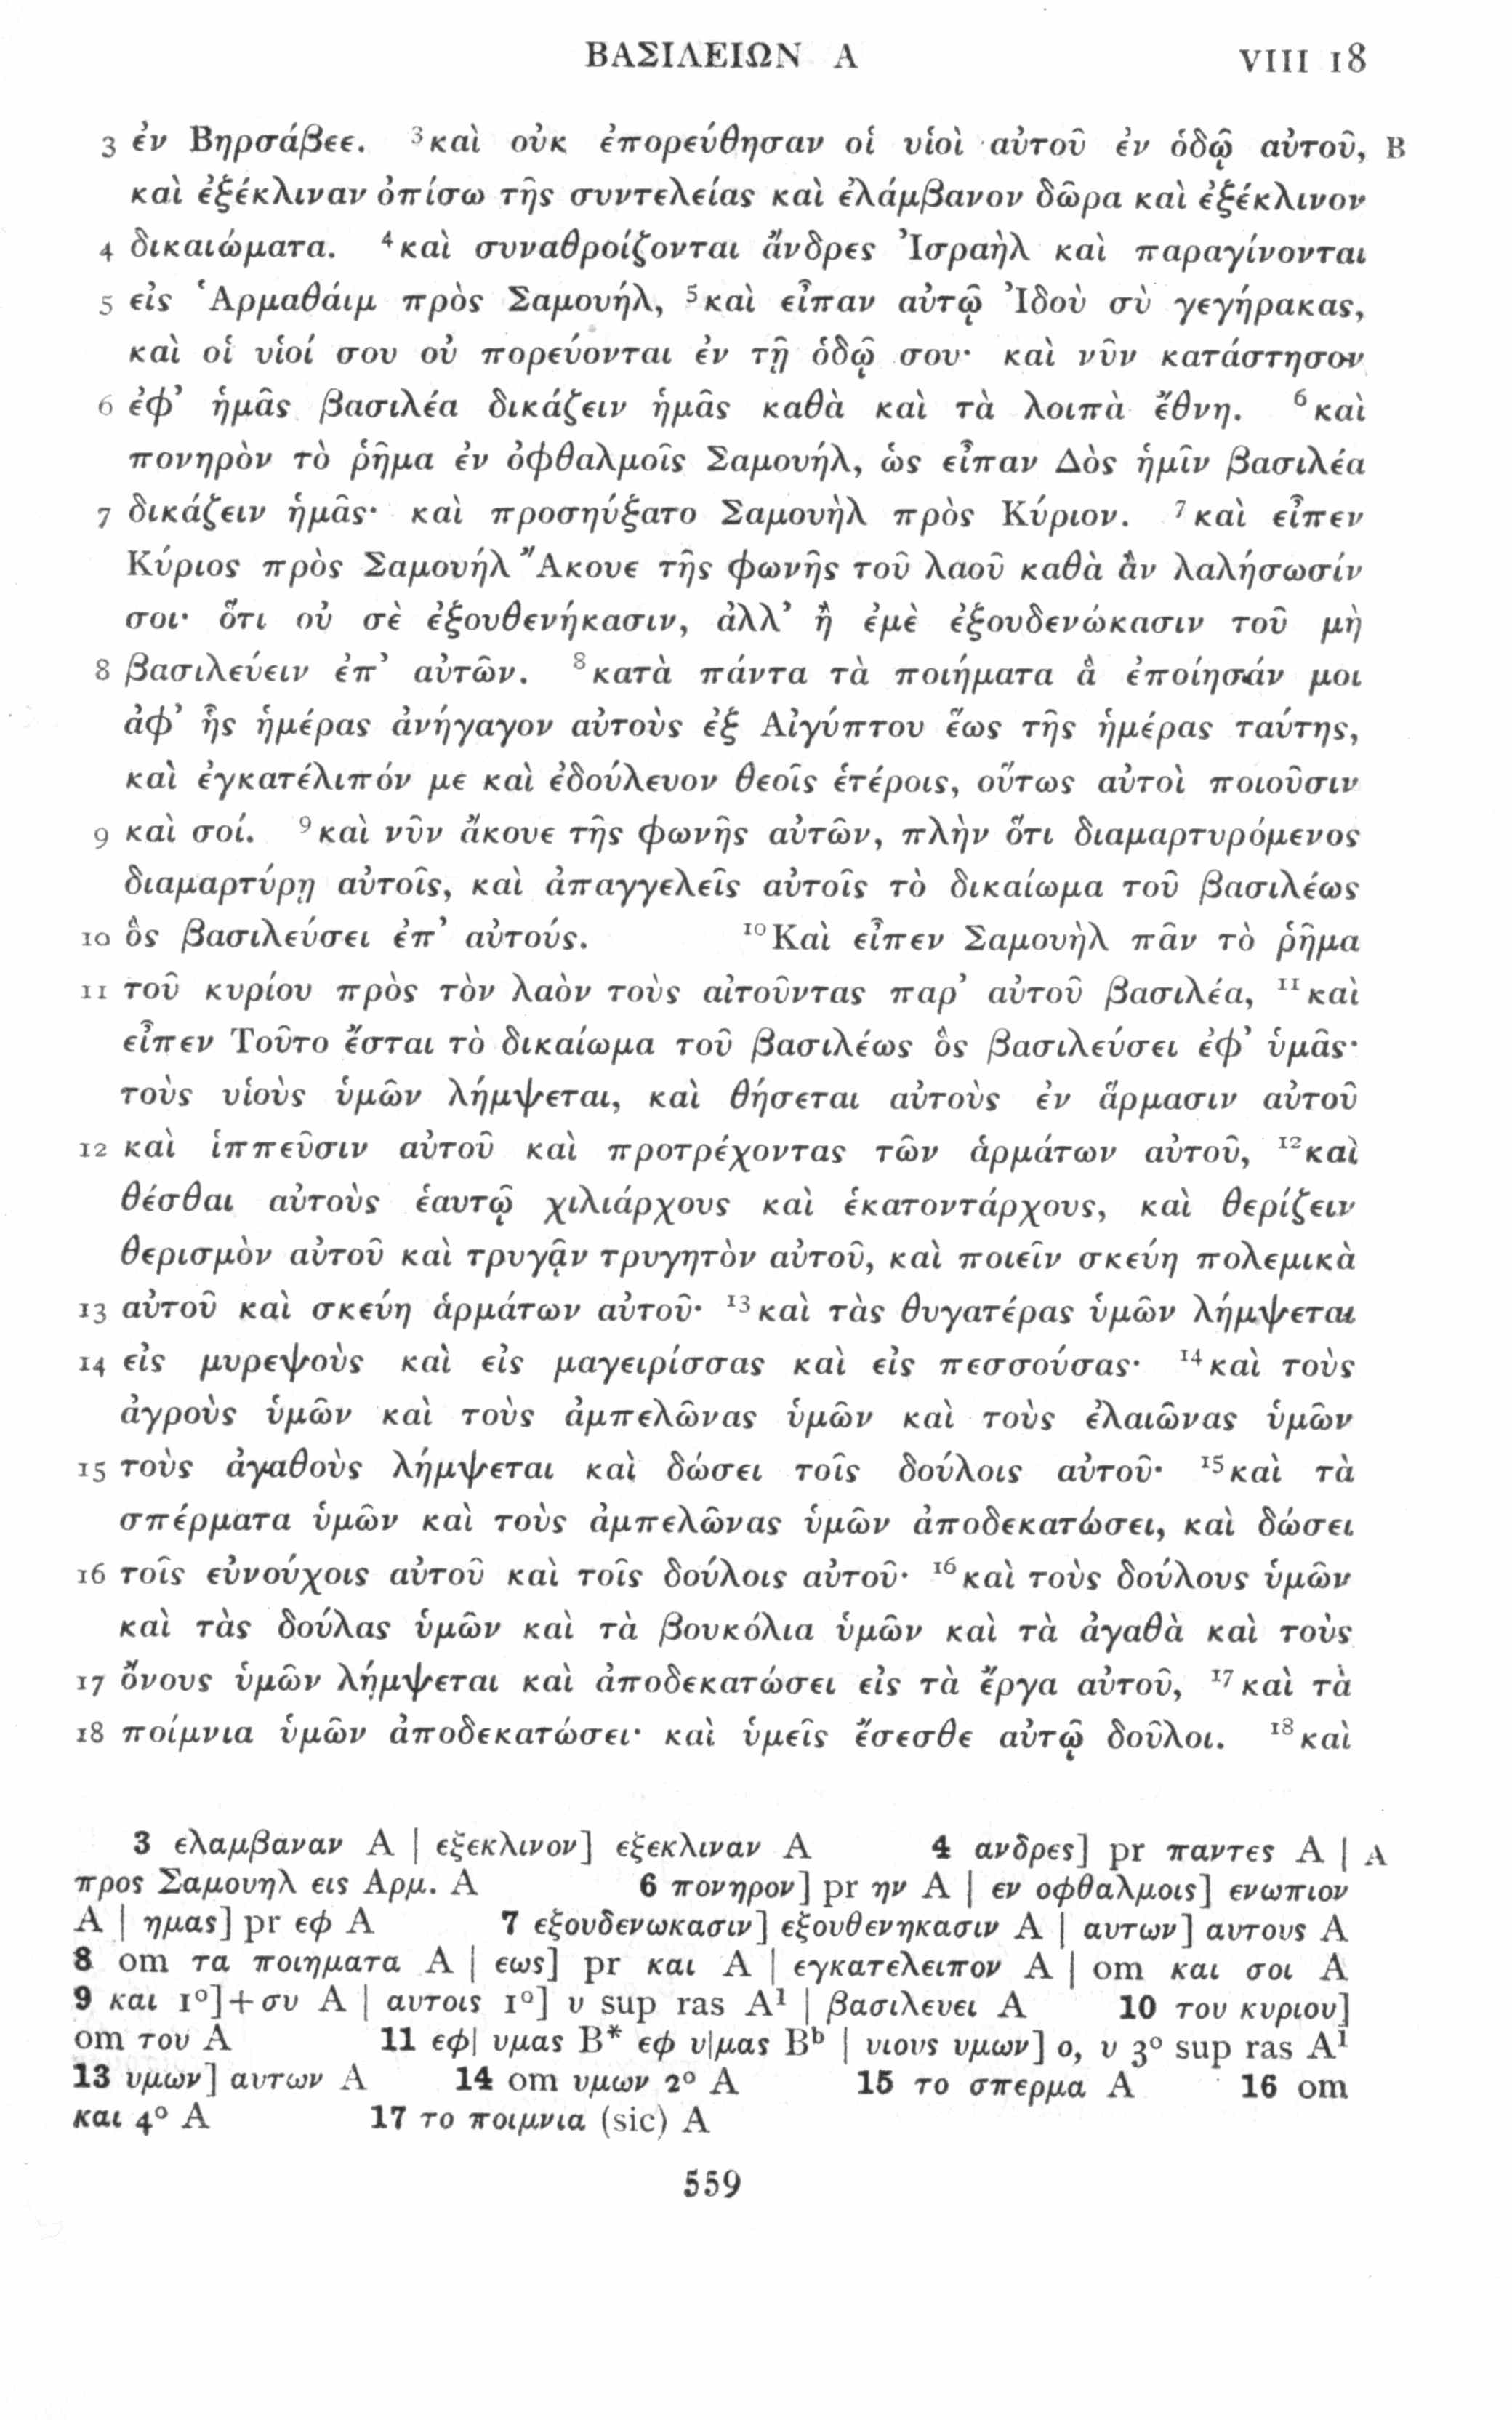 ΒΑΣΙΛΕΙΩΝ Α VIII 18
3 ἐν Βηρσάβεε. ³καὶ οὐκ ἐπορεύθησαν οἱ υἱοὶ αὐτοῦ ἐν ὁδῷ αὐτοῦ, B
καὶ ἐξέκλιναν ὀπίσω τῆς συντελείας καὶ ἐλάμβανον δῶρα καὶ ἐξέκλινον
4 δικαιώματα. ⁴καὶ συναθροίζονται ἄνδρες Ἰσραὴλ καὶ παραγίνονται
5 εἰς Ἁρμαθάιμ πρὸς Σαμουήλ, ⁵καὶ εἶπαν αὐτῷ Ἰδοὺ σὺ γεγήρακας,
καὶ οἱ υἱοί σου οὐ πορεύονται ἐν τῇ ὁδῷ σου· καὶ νῦν κατάστησον
6 ἐφ’ ἡμᾶς βασιλέα δικάζειν ἡμᾶς καθὰ καὶ τὰ λοιπὰ ἔθνη. ⁶καὶ
πονηρὸν τὸ ῥῆμα ἐν ὀφθαλμοῖς Σαμουήλ, ὡς εἶπαν Δὸς ἡμῖν βασιλέα
7 δικάζειν ἡμᾶς· καὶ προσηύξατο Σαμουὴλ πρὸς Κύριον. ⁷καὶ εἶπεν
Κύριος πρὸς Σαμουήλ Ἄκουε τῆς φωνῆς τοῦ λαοῦ καθὰ ἂν λαλήσωσίν
σοι· ὅτι οὐ σὲ ἐξουθενήκασιν, ἀλλ’ ἢ ἐμὲ ἐξουδενώκασιν τοῦ μὴ
8 βασιλεύειν ἐπ’ αὐτῶν. ⁸κατὰ πάντα τὰ ποιήματα ἃ ἐποίησάν μοι
ἀφ’ ἧς ἡμέρας ἀνήγαγον αὐτοὺς ἐξ Αἰγύπτου ἕως τῆς ἡμέρας ταύτης,
καὶ ἐγκατέλιπόν με καὶ ἐδούλευον θεοῖς ἑτέροις, οὕτως αὐτοὶ ποιοῦσιν
9 καὶ σοί. ⁹καὶ νῦν ἄκουε τῆς φωνῆς αὐτῶν, πλὴν ὅτι διαμαρτυρόμενος
διαμαρτύρῃ αὐτοῖς, καὶ ἀπαγγελεῖς αὐτοῖς τὸ δικαίωμα τοῦ βασιλέως
10 ὃς βασιλεύσει ἐπ’ αὐτούς. ¹⁰Καὶ εἶπεν Σαμουὴλ πᾶν τὸ ῥῆμα
11 τοῦ κυρίου πρὸς τὸν λαὸν τοὺς αἰτοῦντας παρ’ αὐτοῦ βασιλέα, ¹¹καὶ
εἶπεν Τοῦτο ἔσται τὸ δικαίωμα τοῦ βασιλέως ὃς βασιλεύσει ἐφ’ ὑμᾶς·
τοὺς υἱοὺς ὑμῶν λήμψεται, καὶ θήσεται αὐτοὺς ἐν ἅρμασιν αὐτοῦ
12 καὶ ἱππεῦσιν αὐτοῦ καὶ προτρέχοντας τῶν ἁρμάτων αὐτοῦ, ¹²καὶ
θέσθαι αὐτοὺς ἑαυτῷ χιλιάρχους καὶ ἑκατοντάρχους, καὶ θερίζειν
θερισμὸν αὐτοῦ καὶ τρυγᾷν τρυγητὸν αὐτοῦ, καὶ ποιεῖν σκεύη πολεμικὰ
13 αὐτοῦ καὶ σκεύη ἁρμάτων αὐτοῦ· ¹³καὶ τὰς θυγατέρας ὑμῶν λήμψεται
14 εἰς μυρεψοὺς καὶ εἰς μαγειρίσσας καὶ εἰς πεσσούσας· ¹⁴καὶ τοὺς
ἀγροὺς ὑμῶν καὶ τοὺς ἀμπελῶνας ὑμῶν καὶ τοὺς ἐλαιῶνας ὑμῶν
15 τοὺς ἀγαθοὺς λήμψεται καὶ δώσει τοῖς δούλοις αὐτοῦ· ¹⁵καὶ τὰ
σπέρματα ὑμῶν καὶ τοὺς ἀμπελῶνας ὑμῶν ἀποδεκατώσει, καὶ δώσει
16 τοῖς εὐνούχοις αὐτοῦ καὶ τοῖς δούλοις αὐτοῦ· ¹⁶καὶ τοὺς δούλους ὑμῶν
καὶ τὰς δούλας ὑμῶν καὶ τὰ βουκόλια ὑμῶν καὶ τὰ ἀγαθὰ καὶ τοὺς
17 ὄνους ὑμῶν λήμψεται καὶ ἀποδεκατώσει εἰς τὰ ἔργα αὐτοῦ, ¹⁷καὶ τὰ
18 ποίμνια ὑμῶν ἀποδεκατώσει· καὶ ὑμεῖς ἔσεσθε αὐτῷ δοῦλοι. ¹⁸καὶ
3 ελαμβαναν A | εξεκλινον] εξεκλιναν A 4 ανδρες] pr παντες A | A
προς Σαμουηλ εις Αρμ. A 6 πονηρον] pr ην A | εν οφθαλμοις] ενωπιον
A | ημας] pr εφ A 7 εξουδενωκασιν] εξουθενηκασιν A | αυτων] αυτους A
8 om τα ποιηματα A | εως] pr και A | εγκατελειπον A | om και σοι A
9 και 1º]+συ A | αυτοις 1º] υ sup ras A¹ | βασιλευει A 10 του κυριου]
om του A 11 εφ| υμας B* εφ υ|μας Bᵇ | υιους υμων] ο, υ 3º sup ras A¹
13 υμων] αυτων A 14 om υμων 2º A 15 το σπερμα A 16 om
και 4º A 17 το ποιμνια (sic) A
559